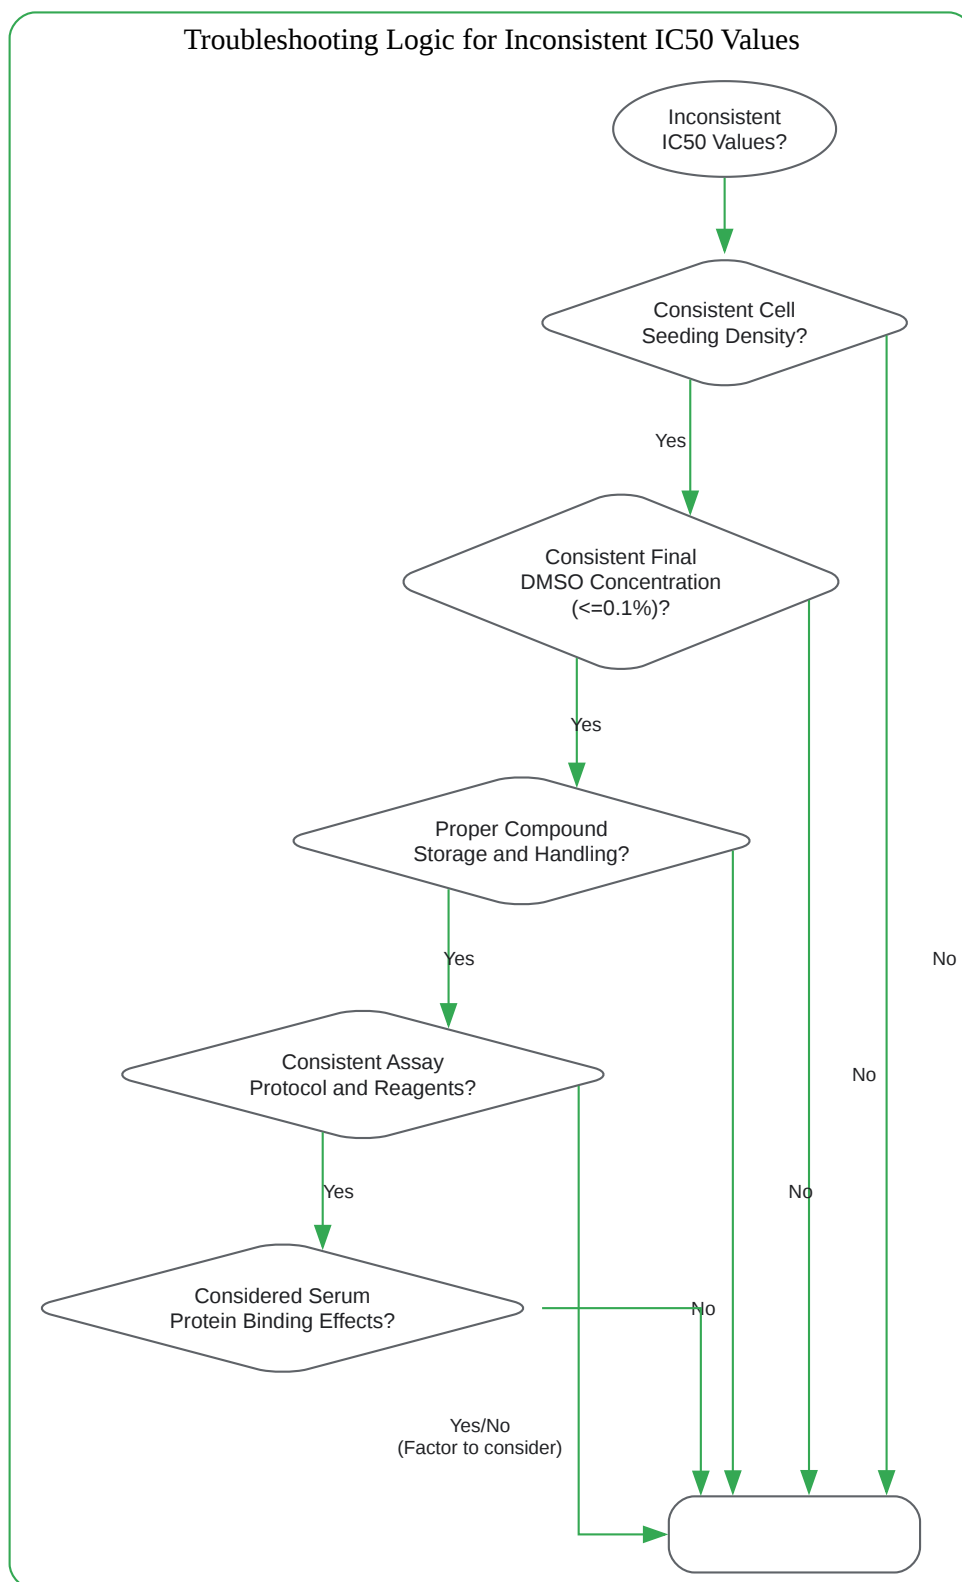 Troubleshooting Logic for Inconsistent IC50 Values
Inconsistent
IC50 Values?
Consistent Cell
Seeding Density?
Yes
Consistent Final
DMSO Concentration
(<=0.1%)?
Yes
Proper Compound
Storage and Handling?
Yes
No
Consistent Assay
Protocol and Reagents?
No
Yes
No
Considered Serum
Protein Binding Effects?
No
Yes/No
(Factor to consider)